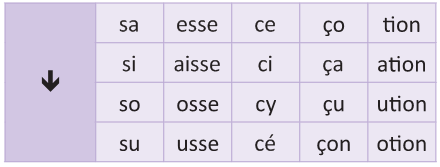 sa esse ce ço tion
si aisse ci ça ation
so osse cy çu ution
su usse cé çon otion